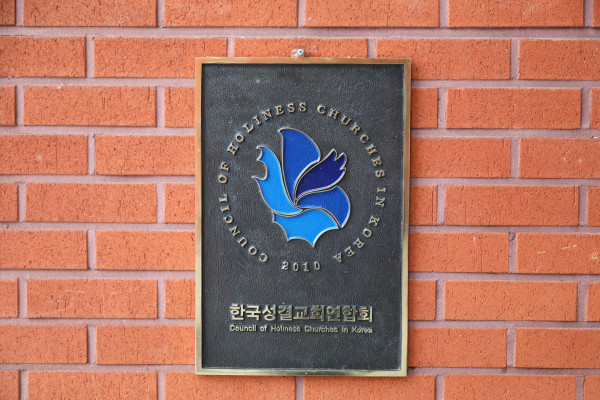 COUNCIL OF HOLINESS CHURCHES IN KOREA
2010
한국성결교회연합회
Council of Holiness Churches in Korea